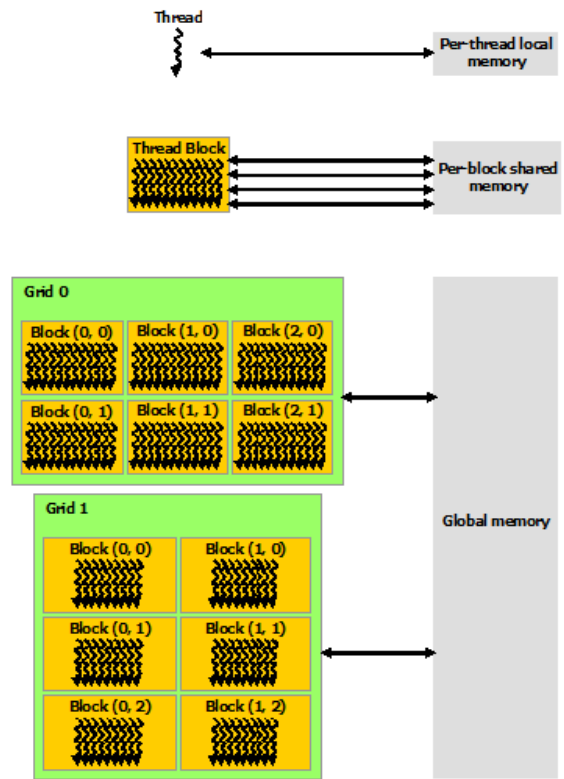 Thread
Per-thread local
memory
Thread Block
Per-block shared
memory
Grid 0
Block (0, 0)
Block (1, 0)
Block (2, 0)
Block (0, 1)
Block (1, 1)
Block (2, 1)
Grid 1
Global memory
Block (0, 0)
Block (1, 0)
Block (0, 1)
Block (1, 1)
Block (0, 2)
Block (1, 2)